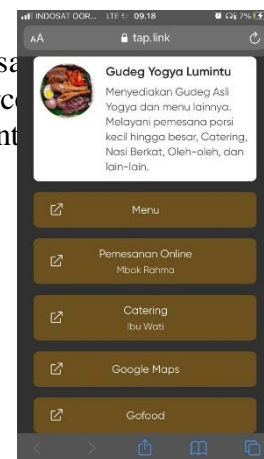 INDOSAT OOR... LTE 09.18 7%
AA tap.link
Gudeg Yogya Lumintu
Menyediakan Gudeg Asli
Yogya dan menu lainnya.
Melayani pemesana porsi
kecil hingga besar, Catering,
Nasi Berkat, Oleh-oleh, dan
lain-lain.
Menu
Pemesanan Online
Mbak Rahma
Catering
Ibu Wati
Google Maps
Gofood